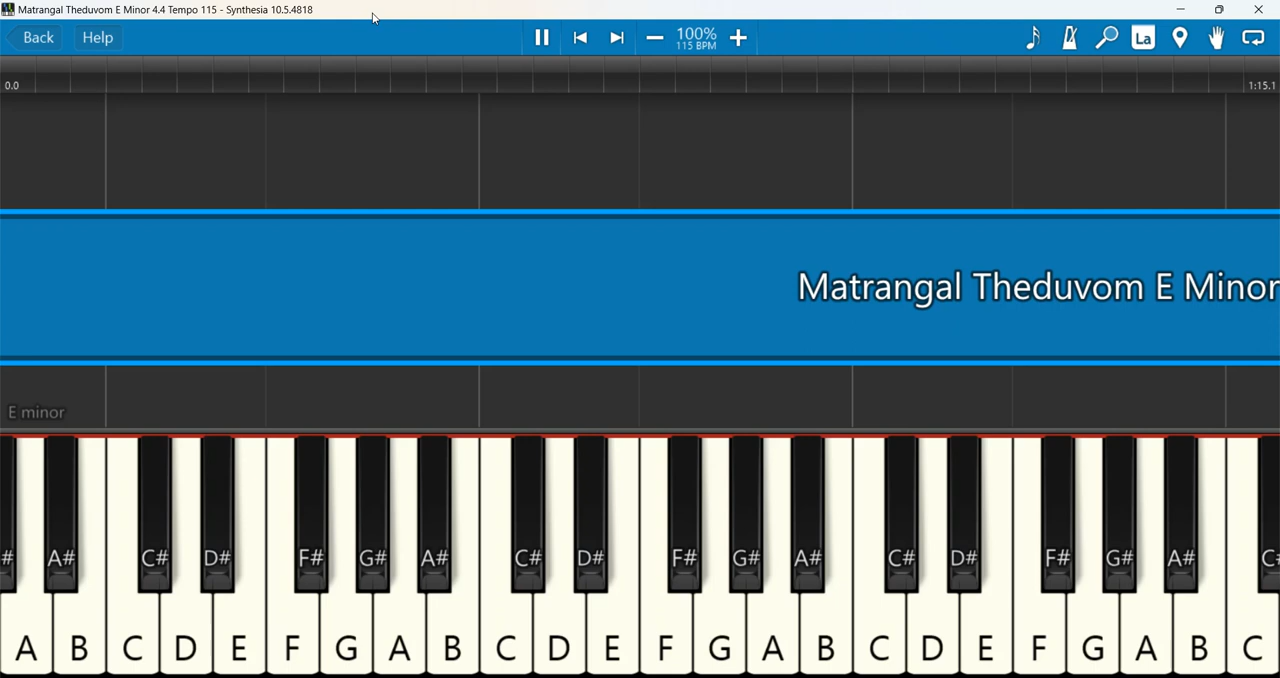 Matrangal Theduvom E Minor 4.4 Tempo 115 - Synthesia 10.5.4818
Back Help 100% La
115 BPM
0.0 1:15.1
Matrangal Theduvom E Minor
E minor
# A# C# D# F# G# A# C# D# F# G# A# C# D# F# G# A# C#
A B C D E F G A B C D E F G A B C D E F G A B C